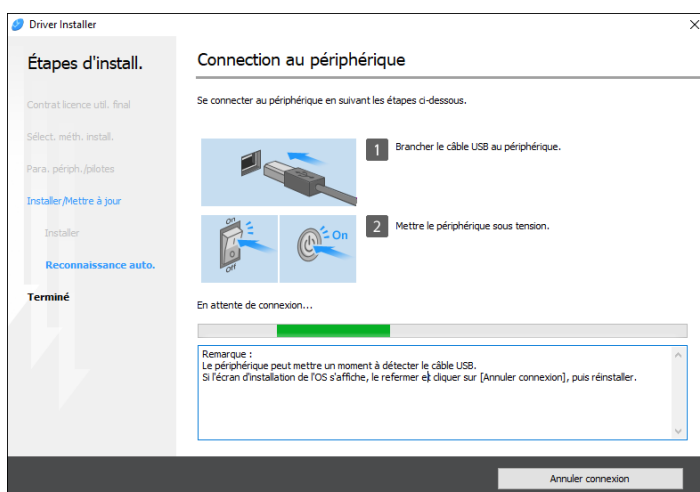 Driver Installer
Étapes d'install.
Contrat licence util. final
Sélect. méth. install.
Para. périph./pilotes
Installer/Mettre à jour
Installer
Reconnaissance auto.
Terminé
Connection au périphérique
Se connecter au périphérique en suivant les étapes ci-dessous.
1 Brancher le câble USB au périphérique.
On
Off
On
2 Mettre le périphérique sous tension.
En attente de connexion...
Remarque :
Le périphérique peut mettre un moment à détecter le câble USB.
Si l'écran d'installation de l'OS s'affiche, le refermer et cliquer sur [Annuler connexion], puis réinstaller.
Annuler connexion